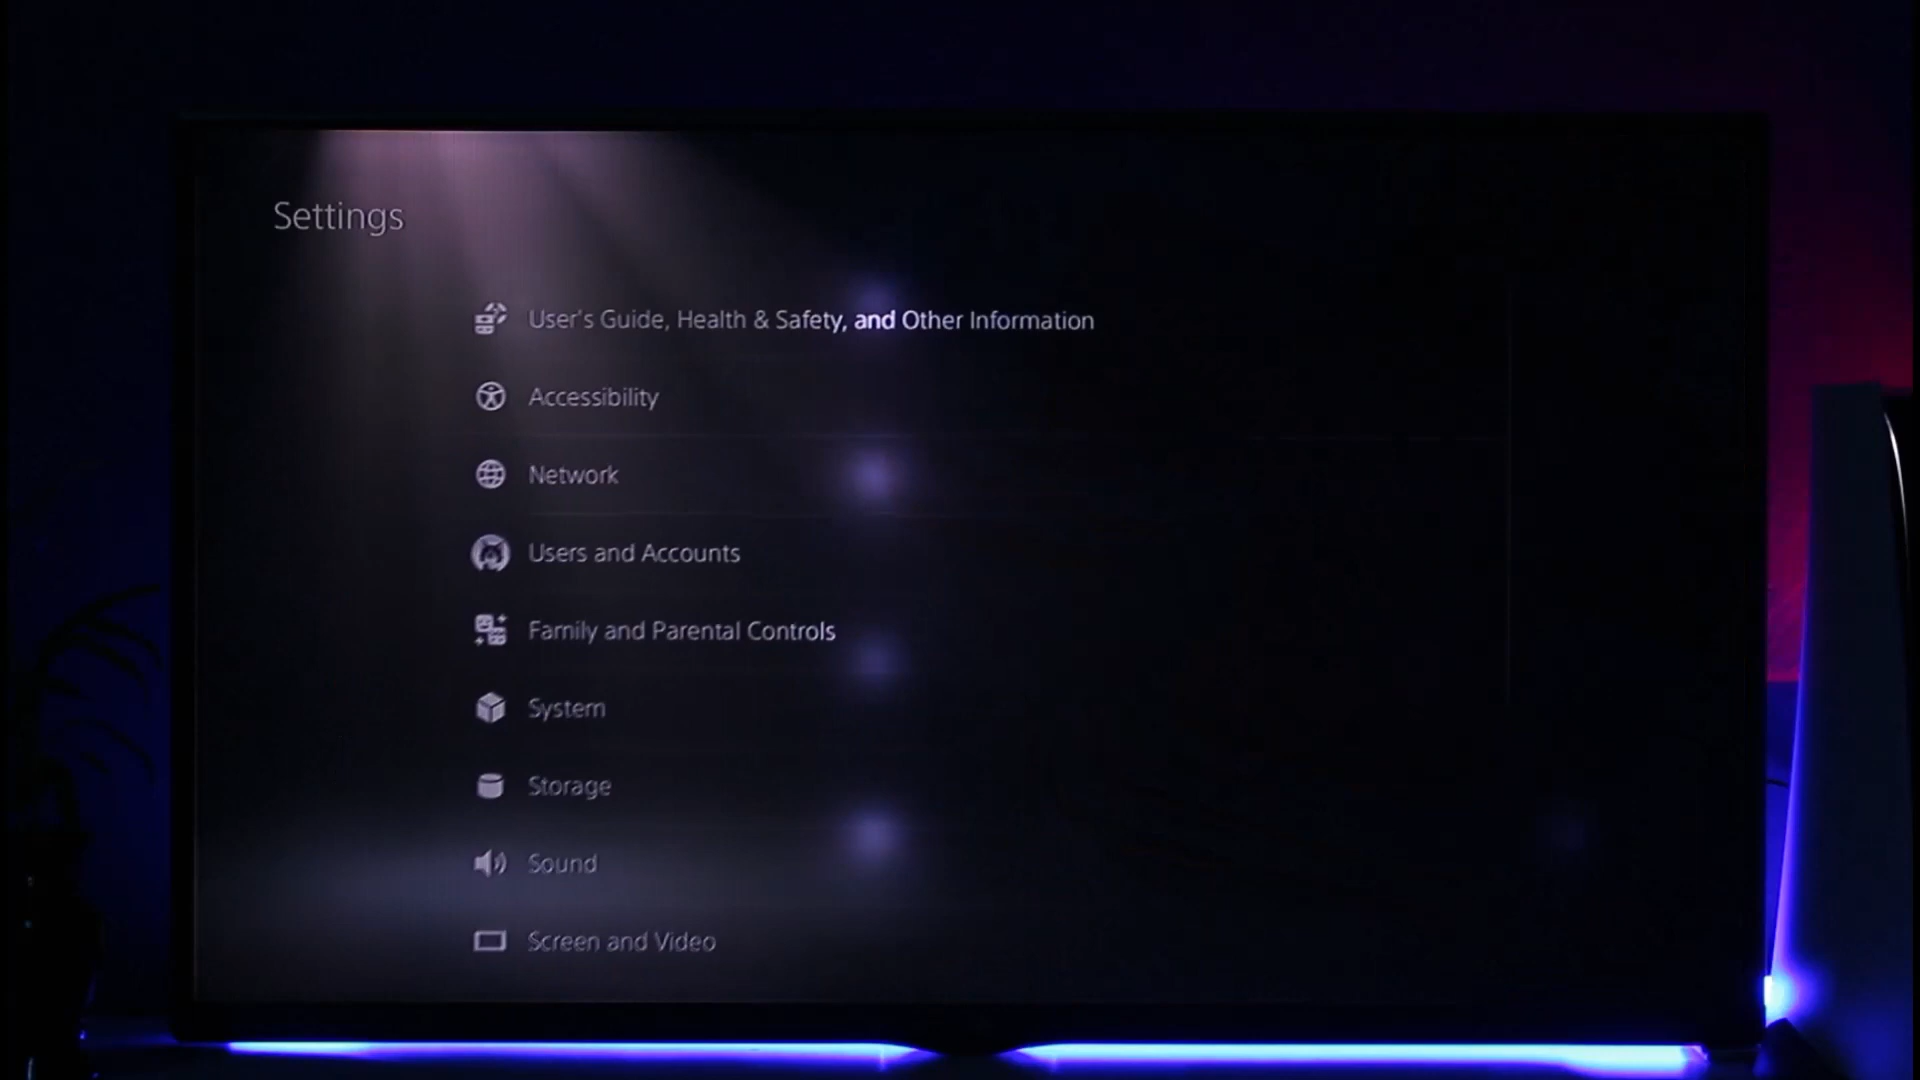 Settings
User's Guide, Health & Safety, and Other Information
Accessibility
Network
Users and Accounts
Family and Parental Controls
System
Storage
Sound
Screen and Video